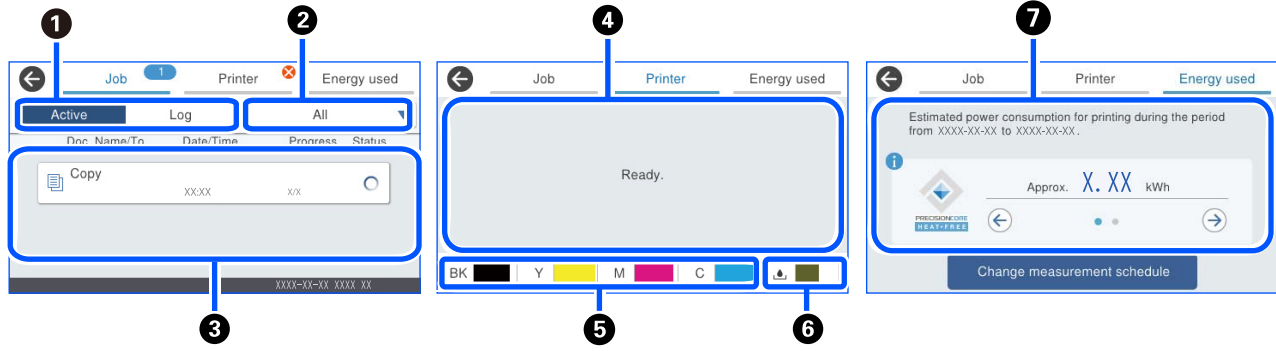 1
2
4
7
Job 1 Printer Energy used
Active Log All
Doc. Name/To Date/Time Progress Status
Copy
XX:XX X/X
XXXX-XX-XX XXXX XX
3
Job Printer Energy used
Ready.
BK Y M C
5
6
Job Printer Energy used
Estimated power consumption for printing during the period
from XXXX-XX-XX to XXXX-XX-XX.
i
Approx. X.XX kWh
PRECISIONCORE
HEAT-FREE
Change measurement schedule